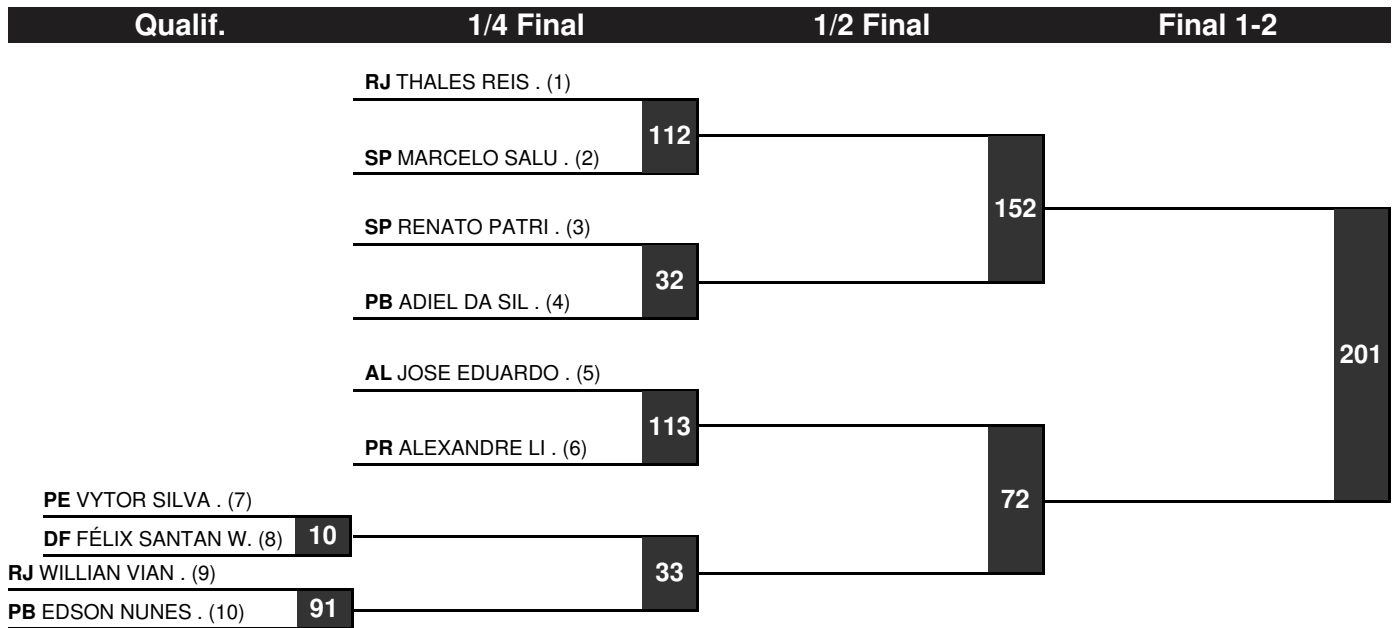 Qualif. 1/4 Final 1/2 Final Final 1-2
RJ THALES REIS . (1)
112
SP MARCELO SALU . (2)
152
SP RENATO PATRI . (3)
32
PB ADIEL DA SIL . (4)
201
AL JOSE EDUARDO . (5)
113
PR ALEXANDRE LI . (6)
72
PE VYTOR SILVA . (7)
DF FÉLIX SANTAN W. (8) 10
RJ WILLIAN VIAN . (9)
33
PB EDSON NUNES . (10) 91